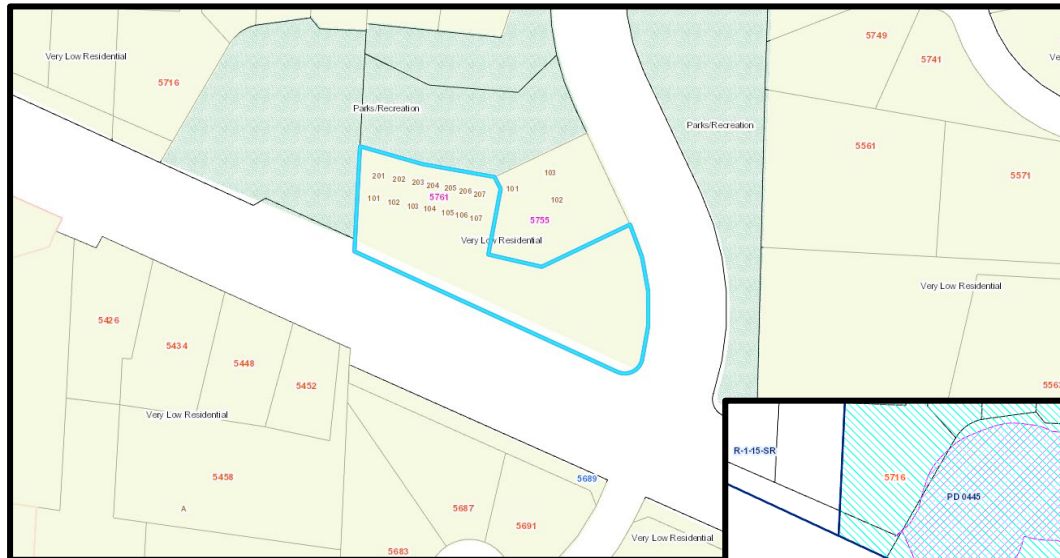 5749
5741
Very Low Residential
5716
Parks/Recreation
Parks/Recreation
5561
5571
201 202 203 204 205 206 207
5761
101 102 103 104 105 106 107
103
101
102
5755
Very Low Residential
Very Low Residential
5426
5434
5448
5452
Very Low Residential
5458
A
5689
5687
5691
5683
Very Low Residential
R-1-15-SR
5716
PD 0445